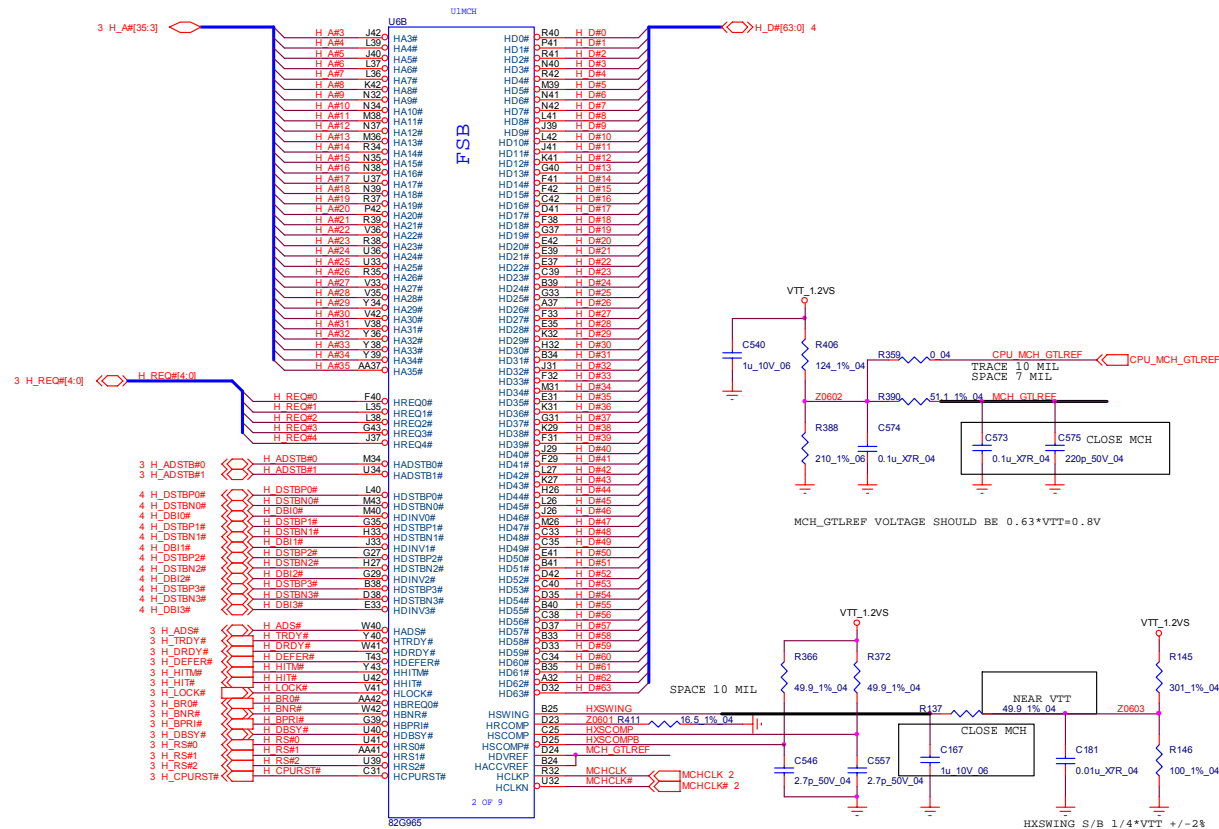 U1MCH
U6B
3 H_A#[35:3]
H_D#[63:0] 4
H_A#3 J42 HA3# HD0# R40 H_D#0
H_A#4 L39 HA4# HD1# P41 H_D#1
H_A#5 J40 HA5# HD2# R41 H_D#2
H_A#6 L37 HA6# HD3# N40 H_D#3
H_A#7 L36 HA7# HD4# R42 H_D#4
H_A#8 K42 HA8# HD5# M39 H_D#5
H_A#9 N32 HA9# HD6# N41 H_D#6
H_A#10 N34 HA10# HD7# N42 H_D#7
H_A#11 M38 HA11# HD8# L41 H_D#8
H_A#12 N37 HA12# HD9# J39 H_D#9
H_A#13 M36 HA13# HD10# L42 H_D#10
H_A#14 R34 HA14# HD11# J41 H_D#11
H_A#15 N35 HA15# HD12# K41 H_D#12
H_A#16 N38 HA16# HD13# G40 H_D#13
H_A#17 U37 HA17# HD14# F41 H_D#14
H_A#18 N39 HA18# HD15# F42 H_D#15
H_A#19 R37 HA19# HD16# C42 H_D#16
H_A#20 P42 HA20# HD17# D41 H_D#17
H_A#21 R39 HA21# HD18# F38 H_D#18
H_A#22 V36 HA22# HD19# G37 H_D#19
H_A#23 R38 HA23# HD20# E42 H_D#20
H_A#24 U36 HA24# HD21# E39 H_D#21
H_A#25 U33 HA25# HD22# E37 H_D#22
H_A#26 R35 HA26# HD23# C39 H_D#23
H_A#27 V33 HA27# HD24# B39 H_D#24
H_A#28 V35 HA28# HD25# G33 H_D#25
H_A#29 Y34 HA29# HD26# A37 H_D#26
H_A#30 V42 HA30# HD27# F33 H_D#27
H_A#31 V38 HA31# HD28# E35 H_D#28
H_A#32 Y36 HA32# HD29# K32 H_D#29
H_A#33 Y38 HA33# HD30# H32 H_D#30
H_A#34 Y39 HA34# HD31# B34 H_D#31
H_A#35 AA37 HA35# HD32# J31 H_D#32
FSB
HD33# F32 H_D#33
HD34# M31 H_D#34
3 H_REQ#[4:0] H_REQ#[4:0]
H_REQ#0 F40 HREQ0# HD35# E31 H_D#35
H_REQ#1 L35 HREQ1# HD36# K31 H_D#36
H_REQ#2 L38 HREQ2# HD37# G31 H_D#37
H_REQ#3 G43 HREQ3# HD38# K29 H_D#38
H_REQ#4 J37 HREQ4# HD39# F31 H_D#39
HD40# J29 H_D#40
3 H_ADSTB#0 H_ADSTB#0 M34 HADSTB0# HD41# F29 H_D#41
3 H_ADSTB#1 H_ADSTB#1 U34 HADSTB1# HD42# L27 H_D#42
HD43# K27 H_D#43
4 H_DSTBP0# H_DSTBP0# L40 HDSTBP0# HD44# H26 H_D#44
4 H_DSTBN0# H_DSTBN0# M43 HDSTBN0# HD45# L26 H_D#45
4 H_DBI0# H_DBI0# M40 HDINV0# HD46# J26 H_D#46
4 H_DSTBP1# H_DSTBP1# G35 HDSTBP1# HD47# M26 H_D#47
4 H_DSTBN1# H_DSTBN1# H33 HDSTBN1# HD48# C33 H_D#48
4 H_DBI1# H_DBI1# J33 HDINV1# HD49# C35 H_D#49
4 H_DSTBP2# H_DSTBP2# G27 HDSTBP2# HD50# E41 H_D#50
4 H_DSTBN2# H_DSTBN2# H27 HDSTBN2# HD51# B41 H_D#51
4 H_DBI2# H_DBI2# G29 HDINV2# HD52# D42 H_D#52
4 H_DSTBP3# H_DSTBP3# B38 HDSTBP3# HD53# C40 H_D#53
4 H_DSTBN3# H_DSTBN3# D38 HDSTBN3# HD54# D35 H_D#54
4 H_DBI3# H_DBI3# E33 HDINV3# HD55# B40 H_D#55
HD56# C38 H_D#56
3 H_ADS# H_ADS# W40 HADS# HD57# D37 H_D#57
3 H_TRDY# H_TRDY# Y40 HTRDY# HD58# B33 H_D#58
3 H_DRDY# H_DRDY# W41 HDRDY# HD59# D33 H_D#59
3 H_DEFER# H_DEFER# T43 HDEFER# HD60# C34 H_D#60
3 H_HITM# H_HITM# Y43 HHITM# HD61# B35 H_D#61
3 H_HIT# H_HIT# U42 HHIT# HD62# A32 H_D#62
3 H_LOCK# H_LOCK# V41 HLOCK# HD63# D32 H_D#63
3 H_BR0# H_BR0# AA42 HBREQ0#
3 H_BNR# H_BNR# W42 HBNR# HSWING B25 HXSWING
3 H_BPRI# H_BPRI# G39 HBPRI# HRCOMP D23 Z0601 R411 16.5_1%_04
3 H_DBSY# H_DBSY# U40 HDBSY# HSCOMP C25 HXSCOMP
3 H_RS#0 H_RS#0 U41 HRS0# HSCOMP# D25 HXSCOMPB
3 H_RS#1 H_RS#1 AA41 HRS1# HDVREF D24 MCH_GTLREF
3 H_RS#2 H_RS#2 U39 HRS2# HACCVREF B24
3 H_CPURST# H_CPURST# C31 HCPURST# HCLKP R32 MCHCLK MCHCLK 2
HCLKN U32 MCHCLK# MCHCLK# 2
2 OF 9
82G965
VTT_1.2VS
C540
1u_10V_06
R406
124_1%_04
R359 0_04 CPU_MCH_GTLREF CPU_MCH_GTLREF
TRACE 10 MIL
SPACE 7 MIL
Z0602 R390 51.1_1%_04 MCH_GTLREF
R388
210_1%_06
C574
0.1u_X7R_04
C573
0.1u_X7R_04
C575
220p_50V_04
CLOSE MCH
MCH_GTLREF VOLTAGE SHOULD BE 0.63*VTT=0.8V
VTT_1.2VS
VTT_1.2VS
R366
49.9_1%_04
R372
49.9_1%_04
R145
301_1%_04
SPACE 10 MIL
NEAR VTT
R137 49.9_1%_04 Z0603
CLOSE MCH
C546
2.7p_50V_04
C557
2.7p_50V_04
C167
1u_10V_06
C181
0.01u_X7R_04
R146
100_1%_04
HXSWING S/B 1/4*VTT +/-2%